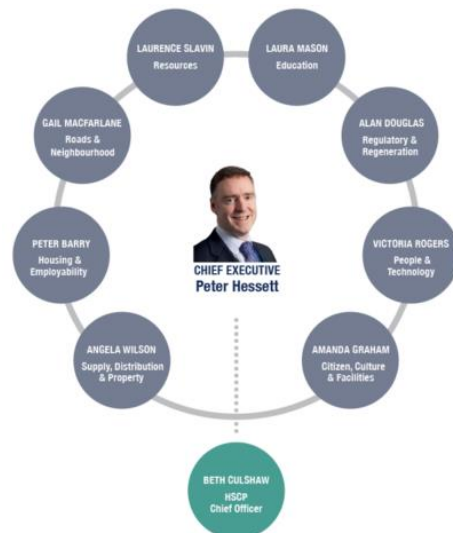 LAURENCE SLAVIN
Resources
LAURA MASON
Education
GAIL MACFARLANE
Roads &
Neighbourhood
ALAN DOUGLAS
Regulatory &
Regeneration
PETER BARRY
Housing &
Employability
CHIEF EXECUTIVE
Peter Hessett
VICTORIA ROGERS
People &
Technology
ANGELA WILSON
Supply, Distribution
& Property
AMANDA GRAHAM
Citizen, Culture
& Facilities
BETH CULSHAW
HSCP
Chief Officer